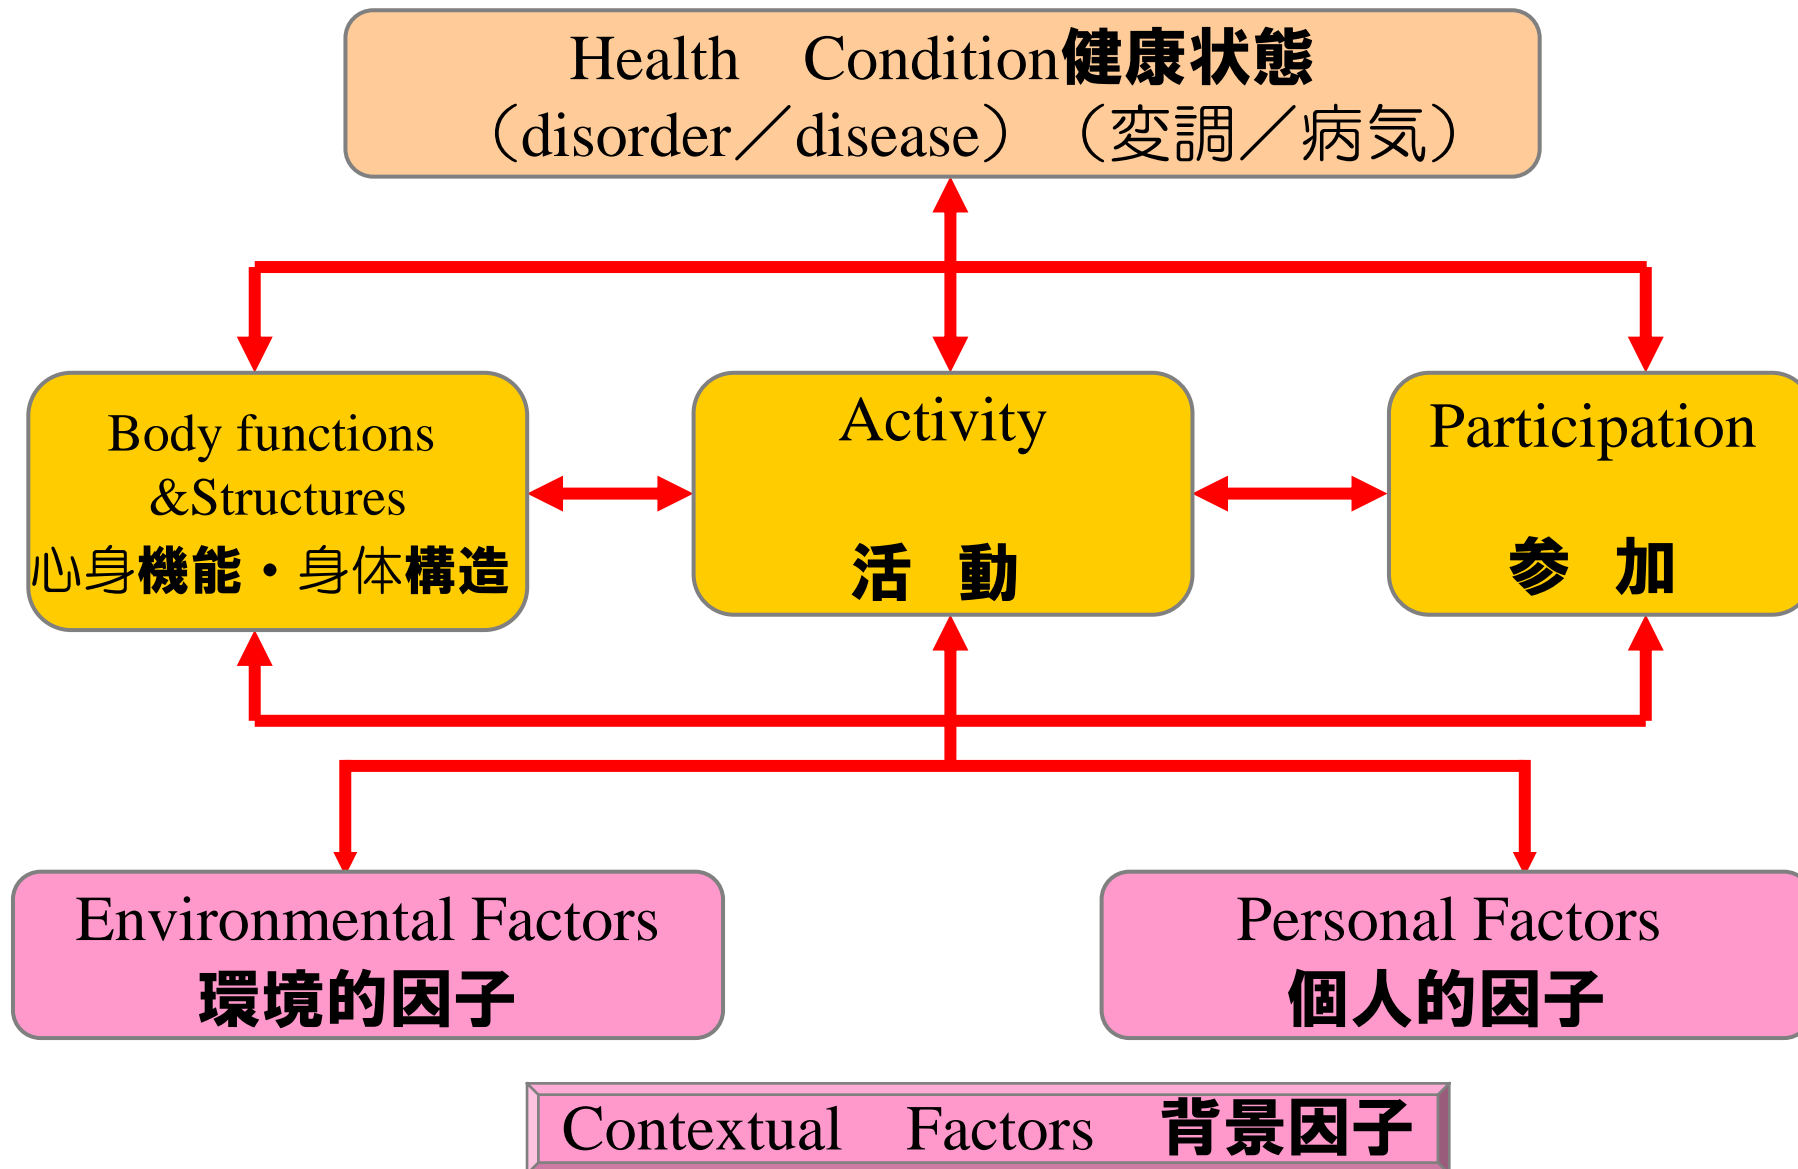 Health　Condition健康状態
（disorder／disease）（変調／病気）
Body functions
&Structures
心身機能・身体構造
Activity
活　動
Participation
参　加
Environmental Factors
環境的因子
Personal Factors
個人的因子
Contextual　Factors　背景因子